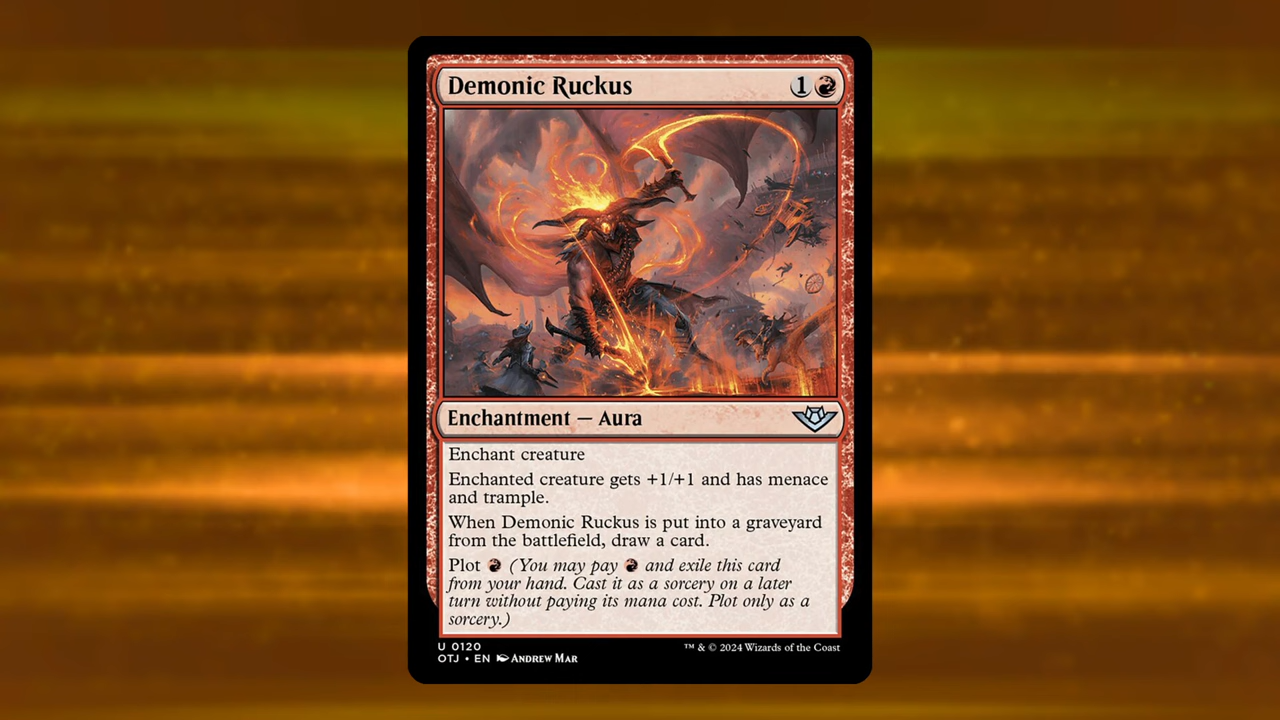 Demonic Ruckus 1
Enchantment — Aura
Enchant creature
Enchanted creature gets +1/+1 and has menace
and trample.
When Demonic Ruckus is put into a graveyard
from the battlefield, draw a card.
Plot (You may pay and exile this card
from your hand. Cast it as a sorcery on a later
turn without paying its mana cost. Plot only as a
sorcery.)
U 0120
OTJ • EN Andrew Mar
™ & © 2024 Wizards of the Coast